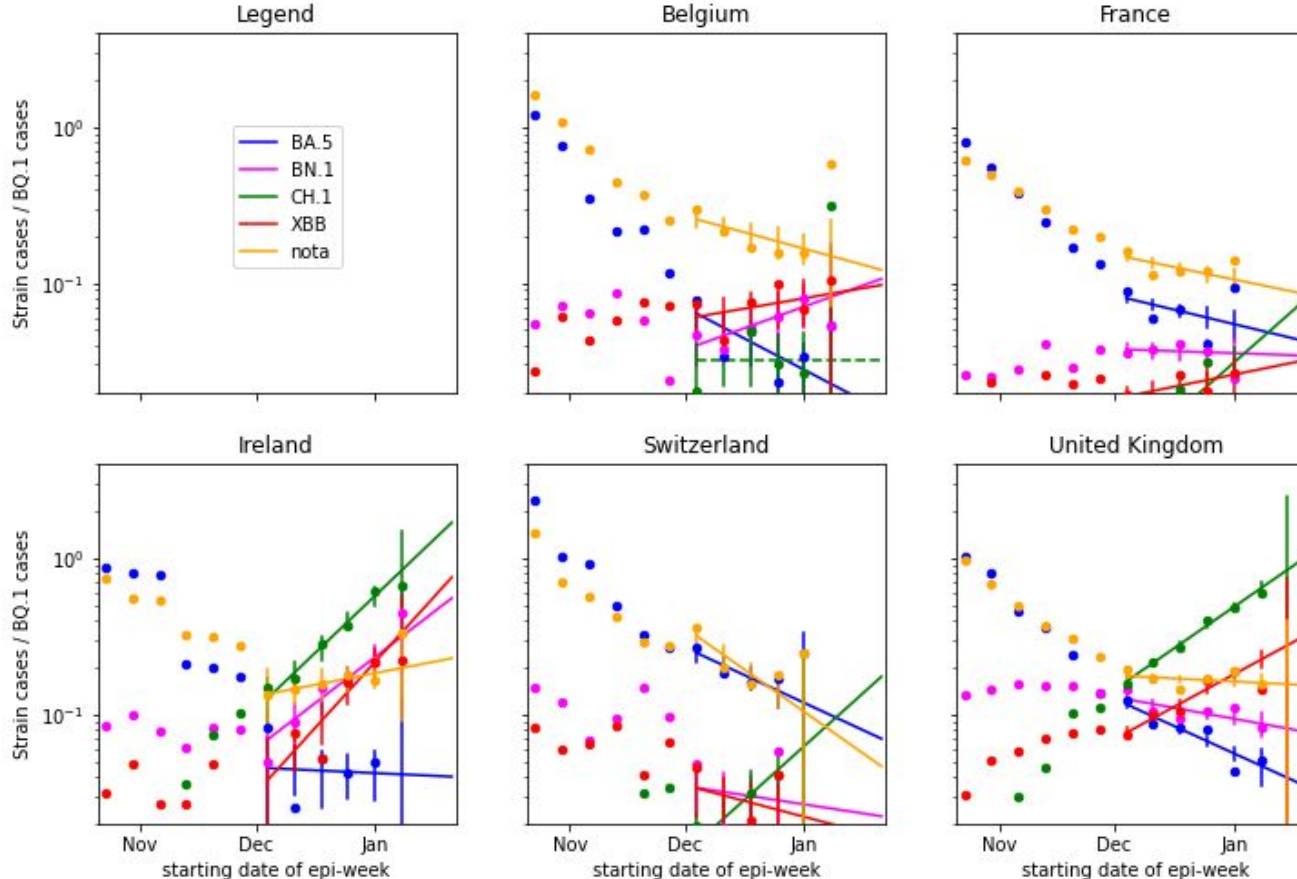 Legend
Belgium
France
Strain cases / BQ.1 cases
10⁰
10⁻¹
BA.5
BN.1
CH.1
XBB
nota
Ireland
Switzerland
United Kingdom
Strain cases / BQ.1 cases
10⁰
10⁻¹
Nov Dec Jan
Nov Dec Jan
Nov Dec Jan
starting date of epi-week
starting date of epi-week
starting date of epi-week